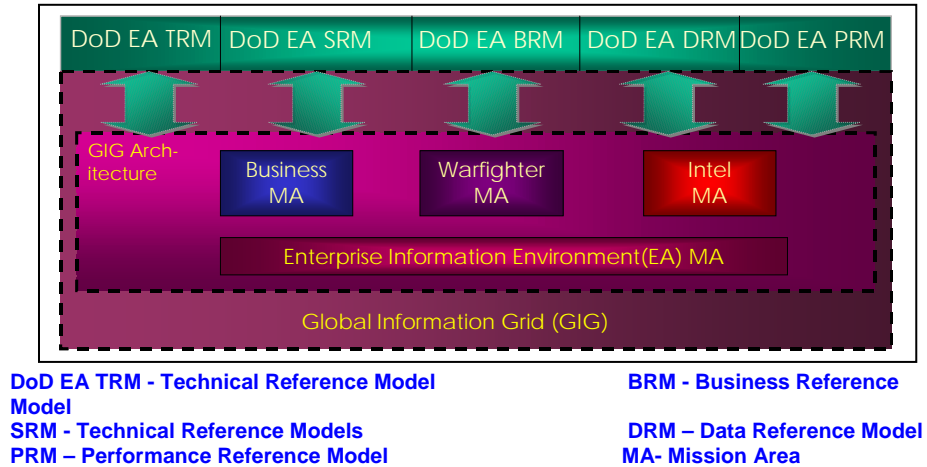 DoD EA TRM DoD EA SRM DoD EA BRM DoD EA DRM DoD EA PRM
GIG Arch-
itecture
Business
MA
Warfighter
MA
Intel
MA
Enterprise Information Environment(EA) MA
Global Information Grid (GIG)
DoD EA TRM - Technical Reference Model BRM - Business Reference
Model
SRM - Technical Reference Models DRM – Data Reference Model
PRM – Performance Reference Model MA- Mission Area